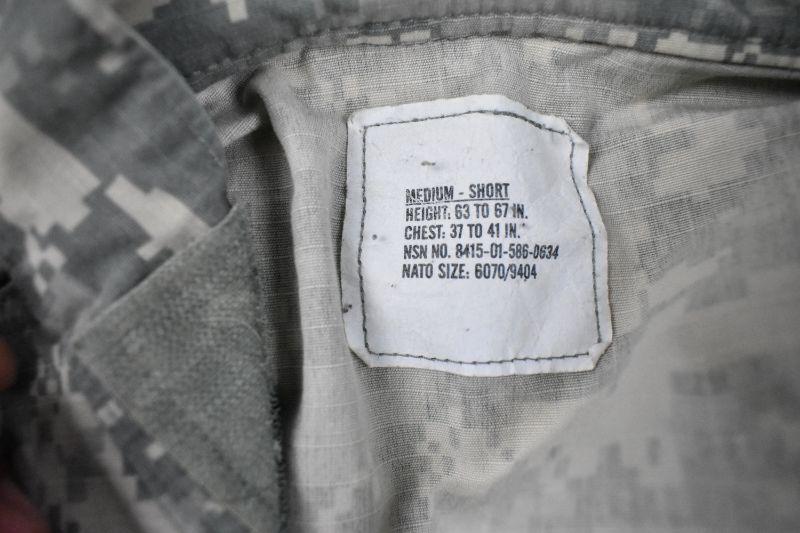 MEDIUM - SHORT
HEIGHT: 63 TO 67 IN.
CHEST: 37 TO 41 IN.
NSN NO. 8415-01-586-0634
NATO SIZE: 6070/9404